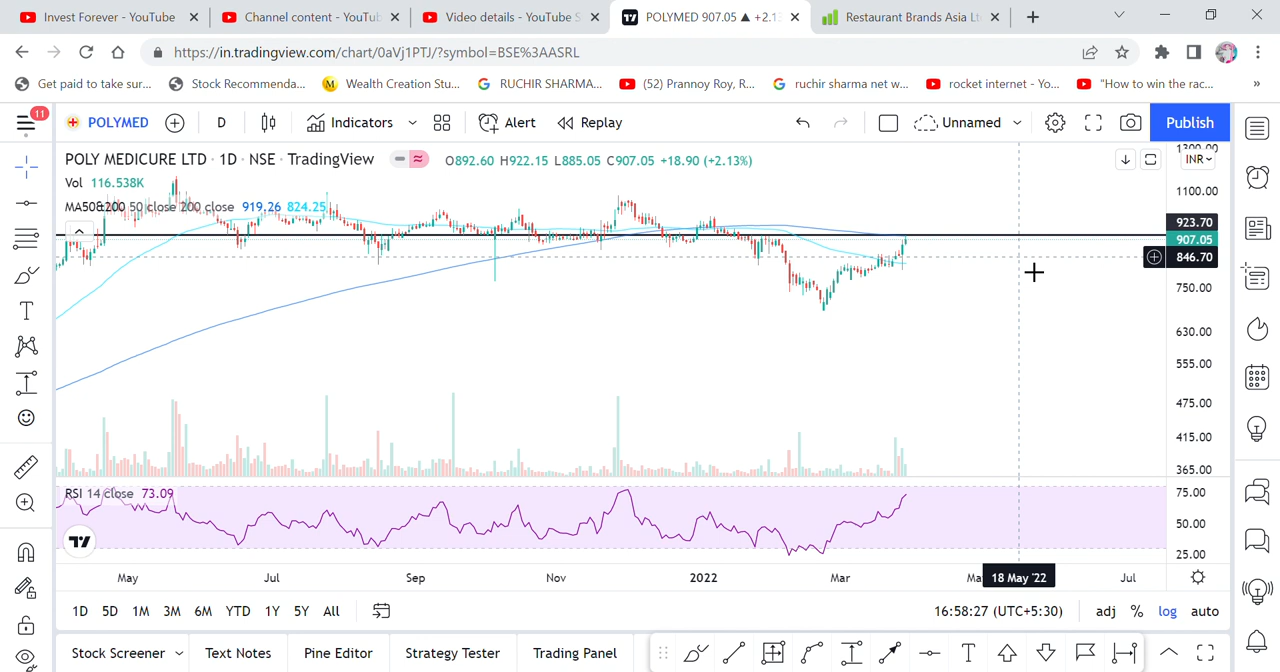 Invest Forever - YouTube
Channel content - YouTub
Video details - YouTube S
POLYMED 907.05 ▲ +2.1
Restaurant Brands Asia Lt
https://in.tradingview.com/chart/0aVj1PTJ/?symbol=BSE%3AASRL
Get paid to take sur...
Stock Recommenda...
Wealth Creation Stu...
RUCHIR SHARMA...
(52) Prannoy Roy, R...
ruchir sharma net w...
rocket internet - Yo...
"How to win the rac...
»
11
POLYMED
D
Indicators
Alert
Replay
Unnamed
Publish
POLY MEDICURE LTD · 1D · NSE · TradingView
O892.60 H922.15 L885.05 C907.05 +18.90 (+2.13%)
Vol 116.538K
MA50&200 50 close 200 close 919.26 824.25
INR
1300.00
1100.00
923.70
907.05
846.70
750.00
630.00
555.00
475.00
415.00
365.00
RSI 14 close 73.09
75.00
50.00
25.00
May
Jul
Sep
Nov
2022
Mar
Ma
18 May '22
Jul
1D 5D 1M 3M 6M YTD 1Y 5Y All
16:58:27 (UTC+5:30)
adj % log auto
Stock Screener
Text Notes
Pine Editor
Strategy Tester
Trading Panel